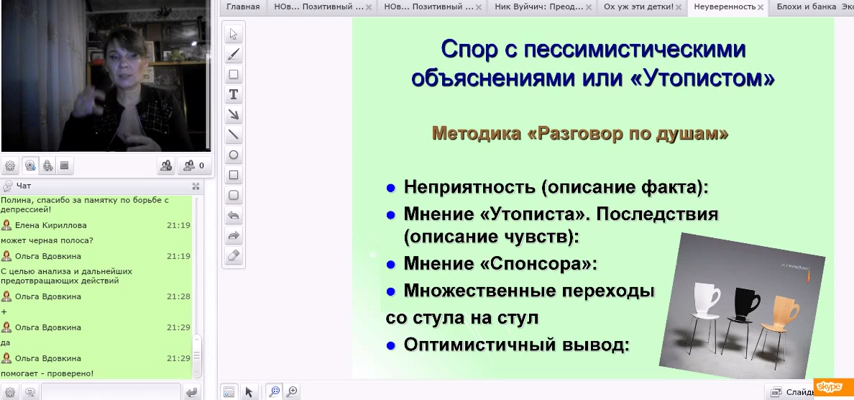 Главная
НОв... Позитивный ...
НОв... Позитивный ...
Ник Вуйчич: Преод...
Ох уж эти детки!
Неуверенность
Блохи и банка
Спор с пессимистическими
объяснениями или «Утопистом»
Методика «Разговор по душам»
Неприятность (описание факта):
Мнение «Утописта». Последствия
(описание чувств):
Мнение «Спонсора»:
Множественные переходы
со стула на стул
Оптимистичный вывод:
0
Чат
Полина, спасибо за памятку по борьбе с
депрессией!
Елена Кириллова 21:19
может черная полоса?
Ольга Вдовкина 21:19
С целью анализа и дальнейших
предотвращающих действий
Ольга Вдовкина 21:28
+
Ольга Вдовкина 21:29
да
Ольга Вдовкина 21:29
помогает - проверено!
T
Слайды
skype